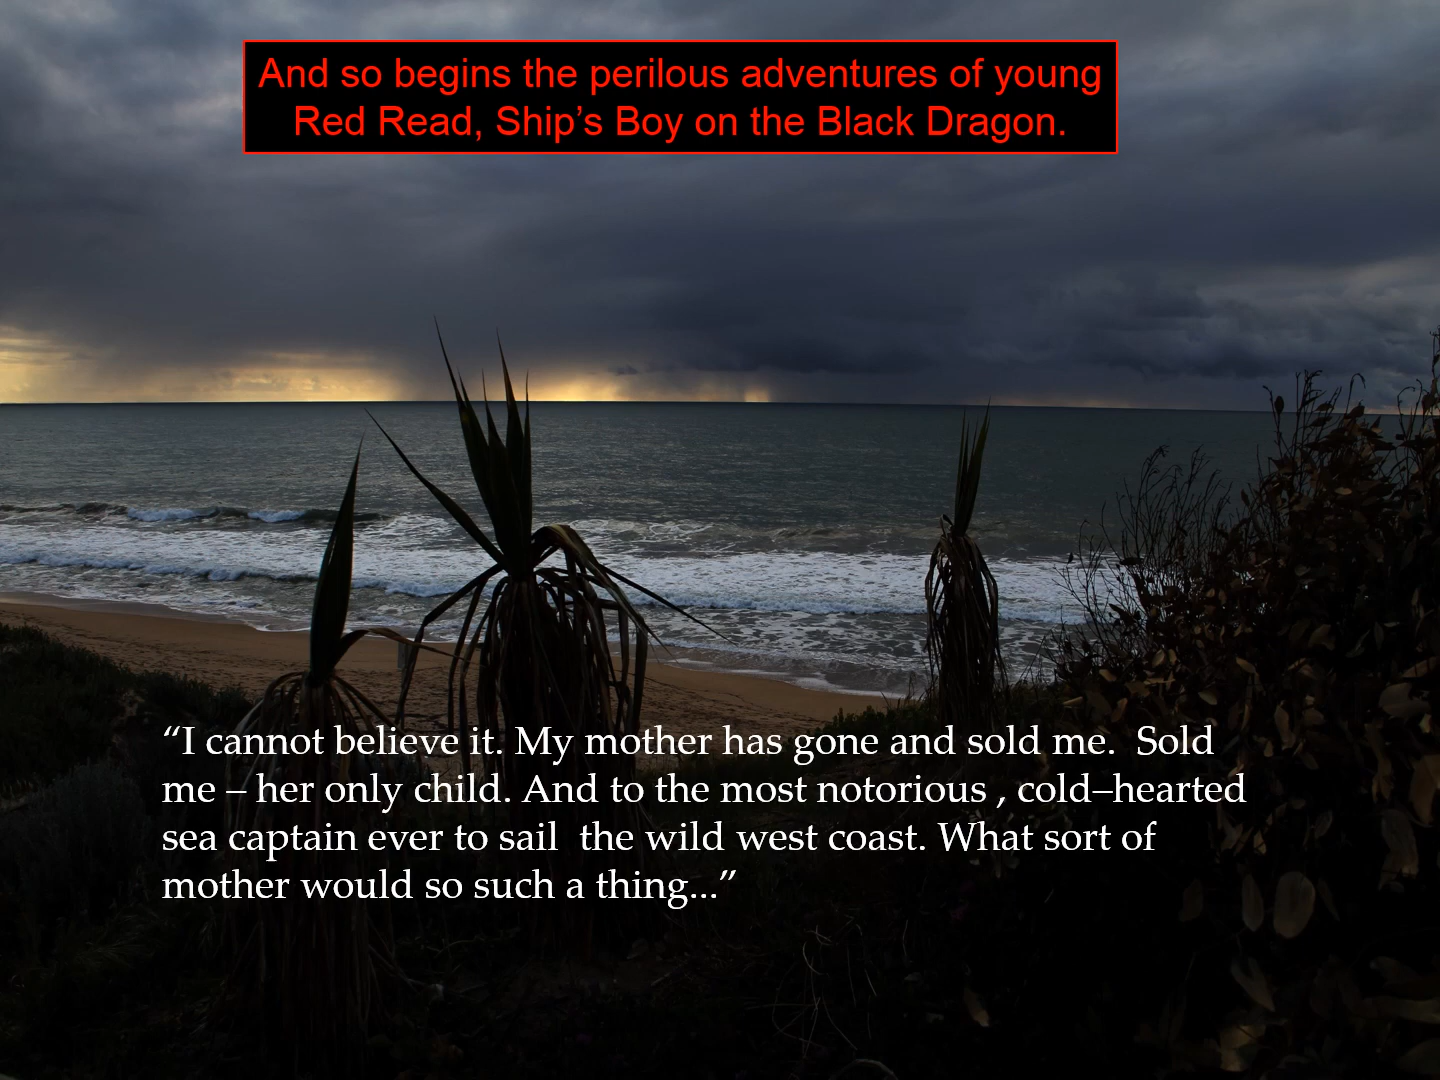 And so begins the perilous adventures of young
Red Read, Ship’s Boy on the Black Dragon.
“I cannot believe it. My mother has gone and sold me.  Sold
me – her only child. And to the most notorious , cold–hearted
sea captain ever to sail  the wild west coast. What sort of
mother would so such a thing...”